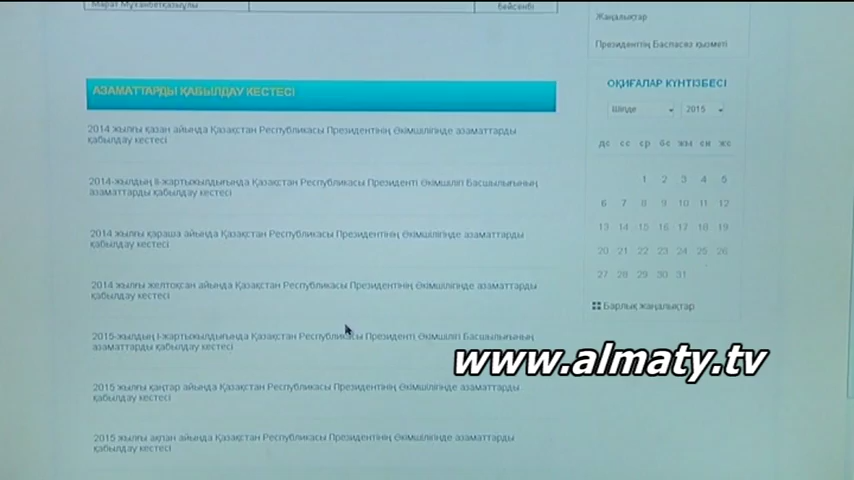 Марат Мұханбетқазыұлы
бейсенбі
Жаңалықтар
Президенттің Баспасөз қызметі
АЗАМАТТАРДЫ ҚАБЫЛДАУ КЕСТЕСІ
2014 жылғы қазан айында Қазақстан Республикасы Президентінің Әкімшілігінде азаматтарды
қабылдау кестесі
2014-жылдың II-жартыжылдығында Қазақстан Республикасы Президенті Әкімшілігі Басшылығының
азаматтарды қабылдау кестесі
2014 жылғы қараша айында Қазақстан Республикасы Президентінің Әкімшілігінде азаматтарды
қабылдау кестесі
2014 жылғы желтоқсан айында Қазақстан Республикасы Президентінің Әкімшілігінде азаматтарды
қабылдау кестесі
2015-жылдың I-жартыжылдығында Қазақстан Республикасы Президенті Әкімшілігі Басшылығының
азаматтарды қабылдау кестесі
2015 жылғы қаңтар айында Қазақстан Республикасы Президентінің Әкімшілігінде азаматтарды
қабылдау кестесі
2015 жылғы ақпан айында Қазақстан Республикасы Президентінің Әкімшілігінде азаматтарды
қабылдау кестесі
ОҚИҒАЛАР КҮНТІЗБЕСІ
Шілде 2015
дс сс ср бс жм сн жс
1 2 3 4 5
6 7 8 9 10 11 12
13 14 15 16 17 18 19
20 21 22 23 24 25 26
27 28 29 30 31
Барлық жаңалықтар
www.almaty.tv